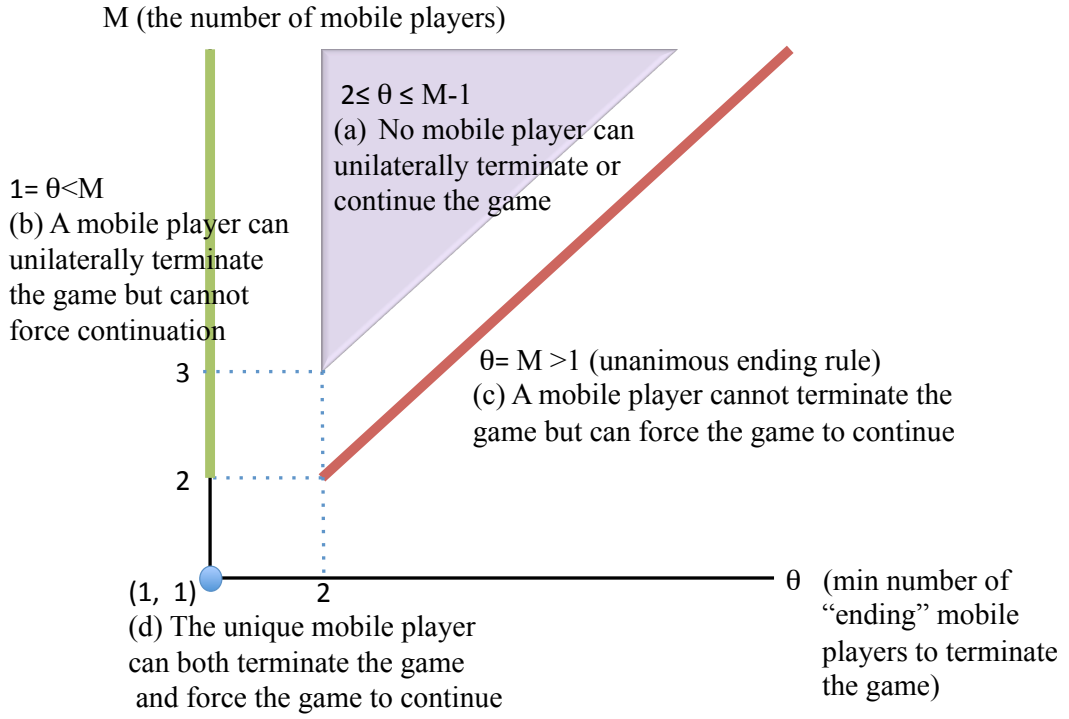 M (the number of mobile players)
2≤ θ ≤ M-1
(a) No mobile player can
unilaterally terminate or
continue the game
1= θ<M
(b) A mobile player can
unilaterally terminate
the game but cannot
force continuation
3
θ= M >1 (unanimous ending rule)
(c) A mobile player cannot terminate the
game but can force the game to continue
2
(1, 1)
2
θ (min number of
“ending” mobile
players to terminate
the game)
(d) The unique mobile player
can both terminate the game
and force the game to continue